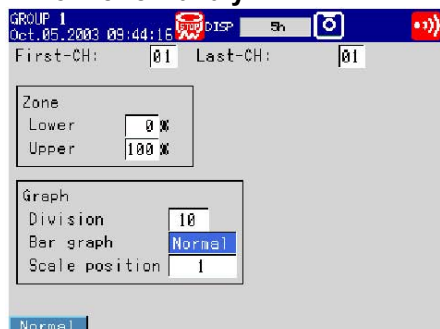 GROUP 1
Oct.05.2003 09:44:16 STOP DISP 5h
First-CH: 01 Last-CH: 01
Zone
Lower 0 %
Upper 100 %
Graph
Division 10
Bar graph Normal
Scale position 1
Normal